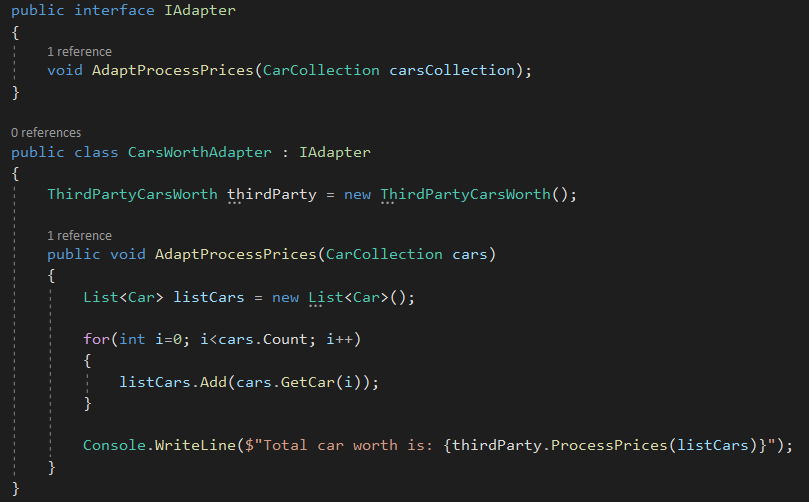 public interface IAdapter
{
1 reference
void AdaptProcessPrices(CarCollection carsCollection);
}
0 references
public class CarsWorthAdapter : IAdapter
{
ThirdPartyCarsWorth thirdParty = new ThirdPartyCarsWorth();
1 reference
public void AdaptProcessPrices(CarCollection cars)
{
List<Car> listCars = new List<Car>();
for(int i=0; i<cars.Count; i++)
{
listCars.Add(cars.GetCar(i));
}
Console.WriteLine($"Total car worth is: {thirdParty.ProcessPrices(listCars)}");
}
}